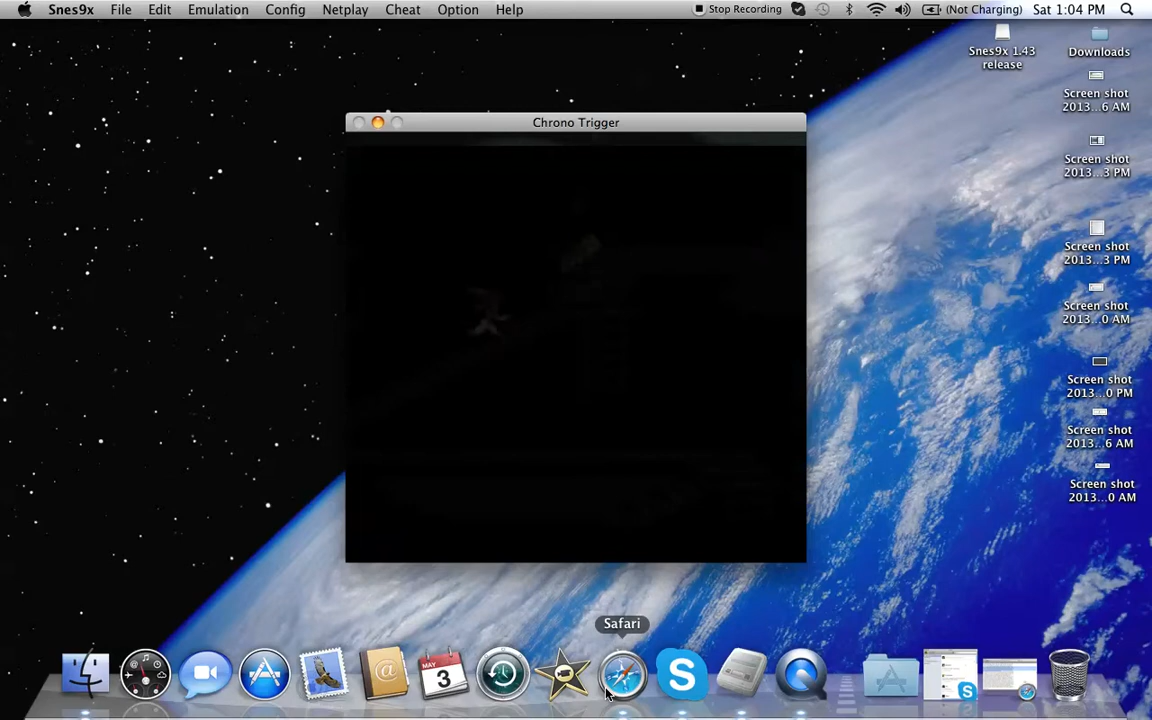 Snes9x File Edit Emulation Config Netplay Cheat Option Help Stop Recording (Not Charging) Sat 1:04 PM
Snes9x 1.43
release
Downloads
Screen shot
2013...6 AM
Screen shot
2013...3 PM
Screen shot
2013...3 PM
Screen shot
2013...0 AM
Screen shot
2013...0 PM
Screen shot
2013...6 AM
Screen shot
2013...0 AM
Chrono Trigger
Safari
MAY
3